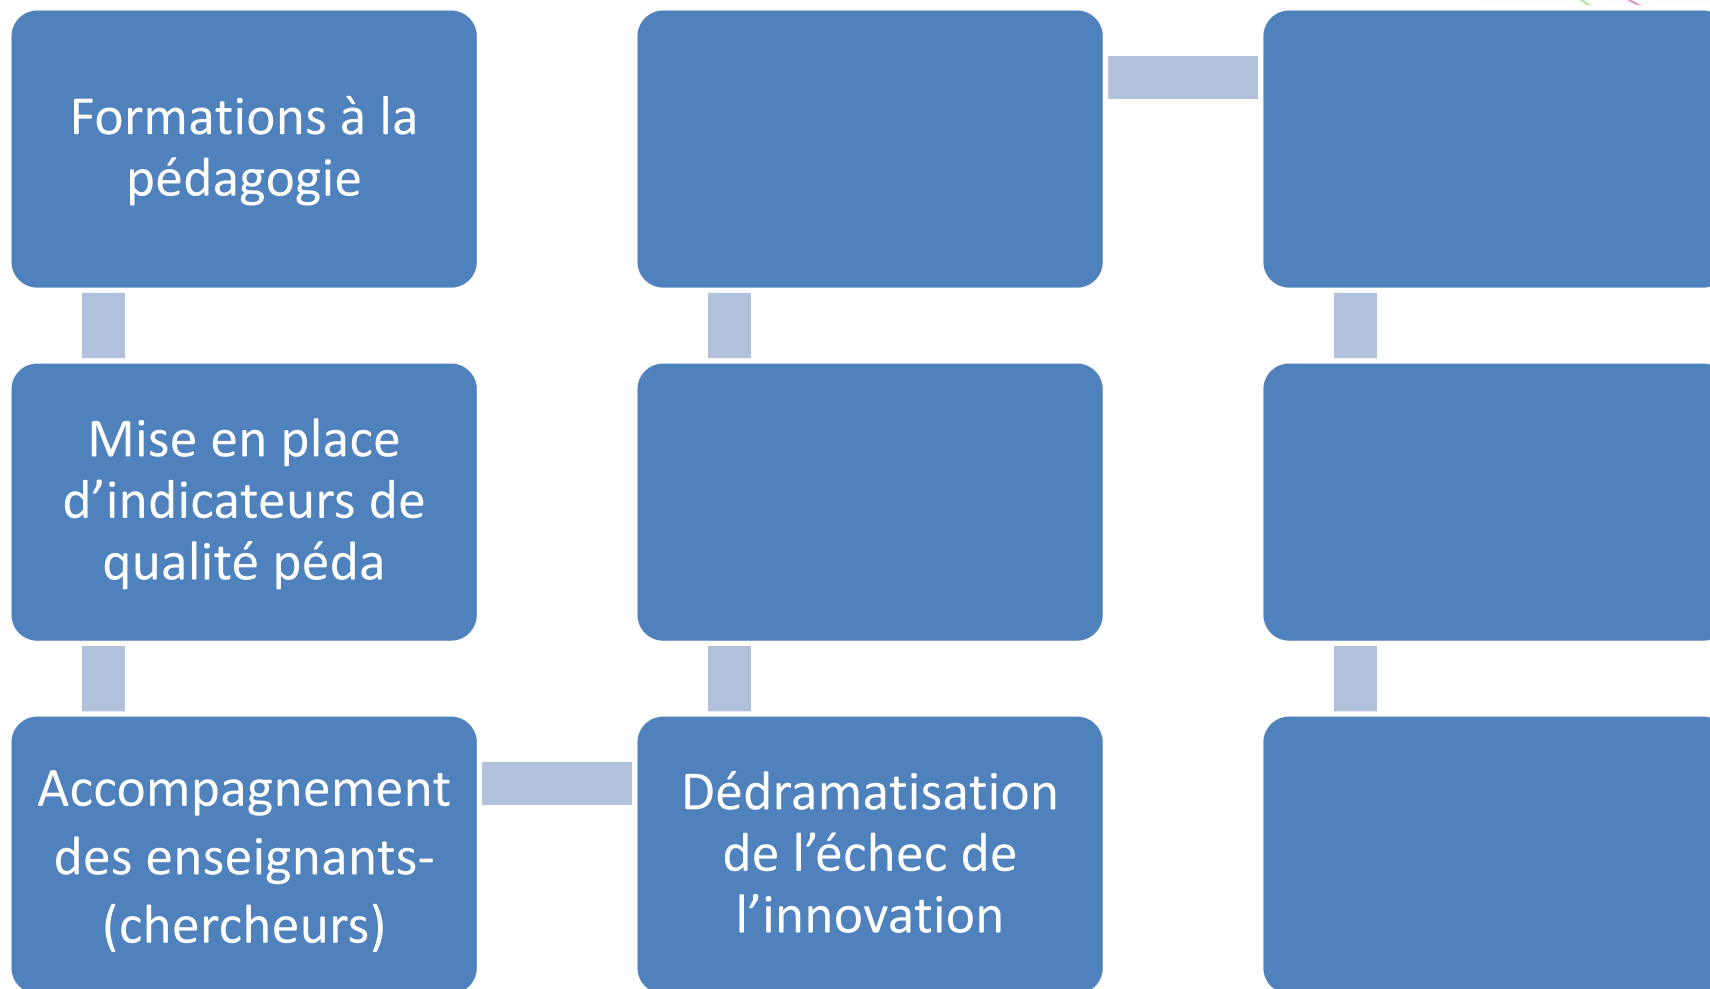 Formations à la
pédagogie
Mise en place
d’indicateurs de
qualité péda
Accompagnement
des enseignants-
(chercheurs)
Dédramatisation
de l’échec de
l’innovation